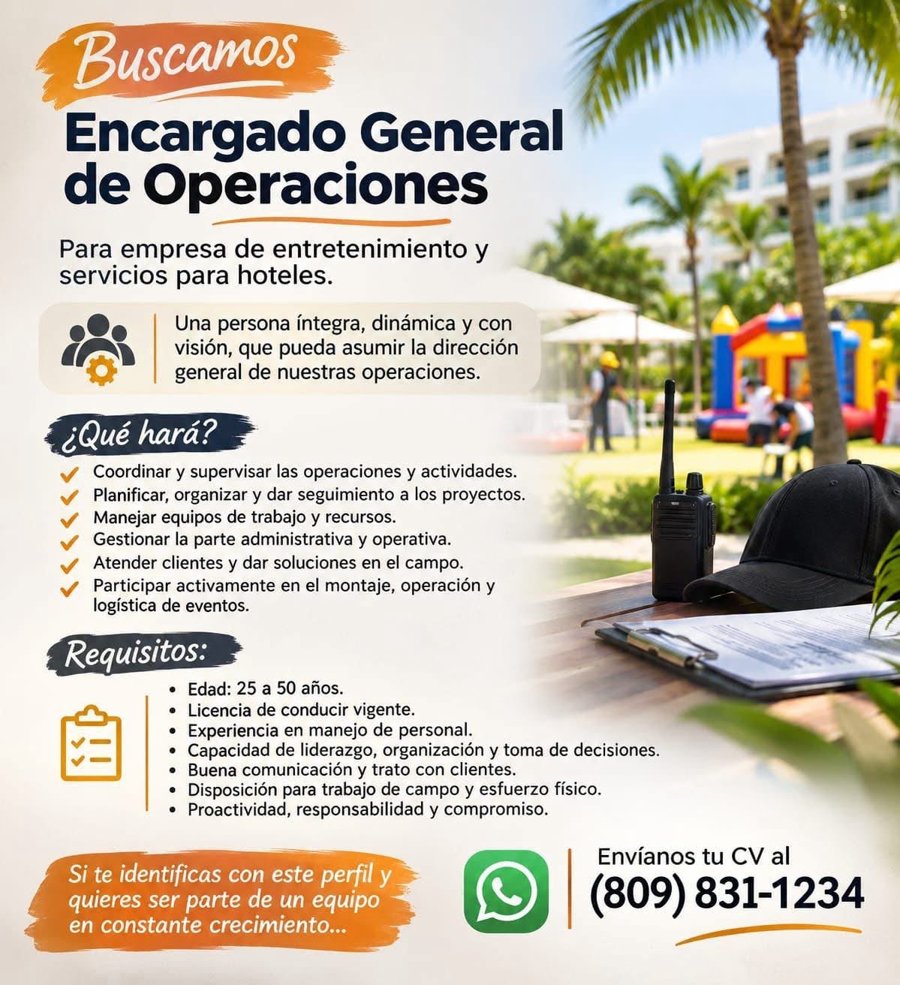 Buscamos
Encargado General
de Operaciones
Para empresa de entretenimiento y
servicios para hoteles.
Una persona íntegra, dinámica y con
visión, que pueda asumir la dirección
general de nuestras operaciones.
¿Qué hará?
Coordinar y supervisar las operaciones y actividades.
Planificar, organizar y dar seguimiento a los proyectos.
Manejar equipos de trabajo y recursos.
Gestionar la parte administrativa y operativa.
Atender clientes y dar soluciones en el campo.
Participar activamente en el montaje, operación y
logística de eventos.
Requisitos:
• Edad: 25 a 50 años.
• Licencia de conducir vigente.
• Experiencia en manejo de personal.
• Capacidad de liderazgo, organización y toma de decisiones.
• Buena comunicación y trato con clientes.
• Disposición para trabajo de campo y esfuerzo físico.
• Proactividad, responsabilidad y compromiso.
Si te identificas con este perfil y
quieres ser parte de un equipo
en constante crecimiento...
Envíanos tu CV al
(809) 831-1234